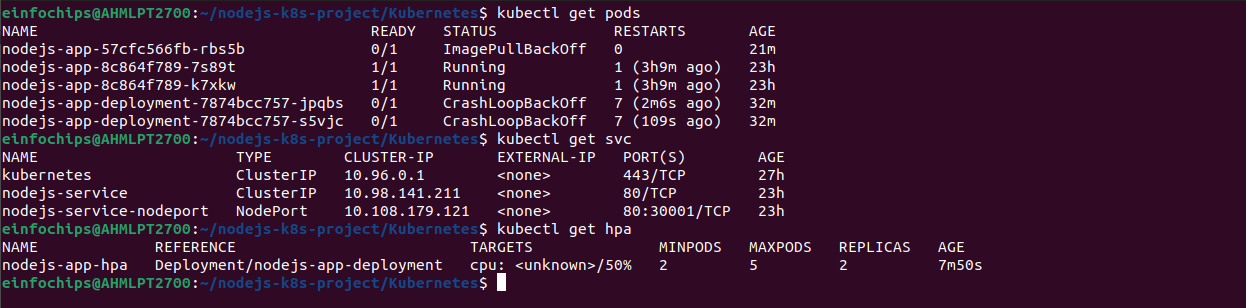 einfochips@AHMLPT2700:~/nodejs-k8s-project/Kubernetes$ kubectl get pods
NAME                                   READY   STATUS             RESTARTS       AGE
nodejs-app-57cfc566fb-rbs5b            0/1     ImagePullBackOff   0              21m
nodejs-app-8c864f789-7s89t             1/1     Running            1 (3h9m ago)   23h
nodejs-app-8c864f789-k7xkw             1/1     Running            1 (3h9m ago)   23h
nodejs-app-deployment-7874bcc757-jpqbs 0/1     CrashLoopBackOff   7 (2m6s ago)   32m
nodejs-app-deployment-7874bcc757-s5vjc 0/1     CrashLoopBackOff   7 (109s ago)   32m
einfochips@AHMLPT2700:~/nodejs-k8s-project/Kubernetes$ kubectl get svc
NAME                      TYPE        CLUSTER-IP       EXTERNAL-IP   PORT(S)        AGE
kubernetes                ClusterIP   10.96.0.1        <none>        443/TCP        27h
nodejs-service            ClusterIP   10.98.141.211    <none>        80/TCP         23h
nodejs-service-nodeport   NodePort    10.108.179.121   <none>        80:30001/TCP   23h
einfochips@AHMLPT2700:~/nodejs-k8s-project/Kubernetes$ kubectl get hpa
NAME             REFERENCE                          TARGETS              MINPODS   MAXPODS   REPLICAS   AGE
nodejs-app-hpa   Deployment/nodejs-app-deployment   cpu: <unknown>/50%   2         5         2          7m50s
einfochips@AHMLPT2700:~/nodejs-k8s-project/Kubernetes$